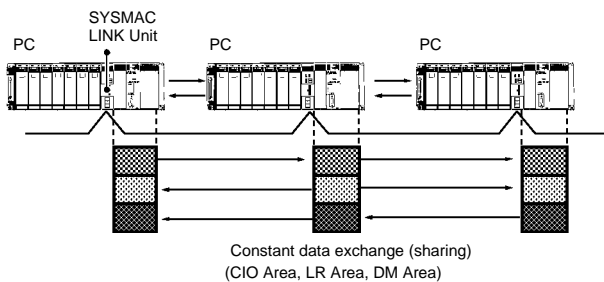 SYSMAC
LINK Unit
PC
PC
PC
Constant data exchange (sharing)
(CIO Area, LR Area, DM Area)